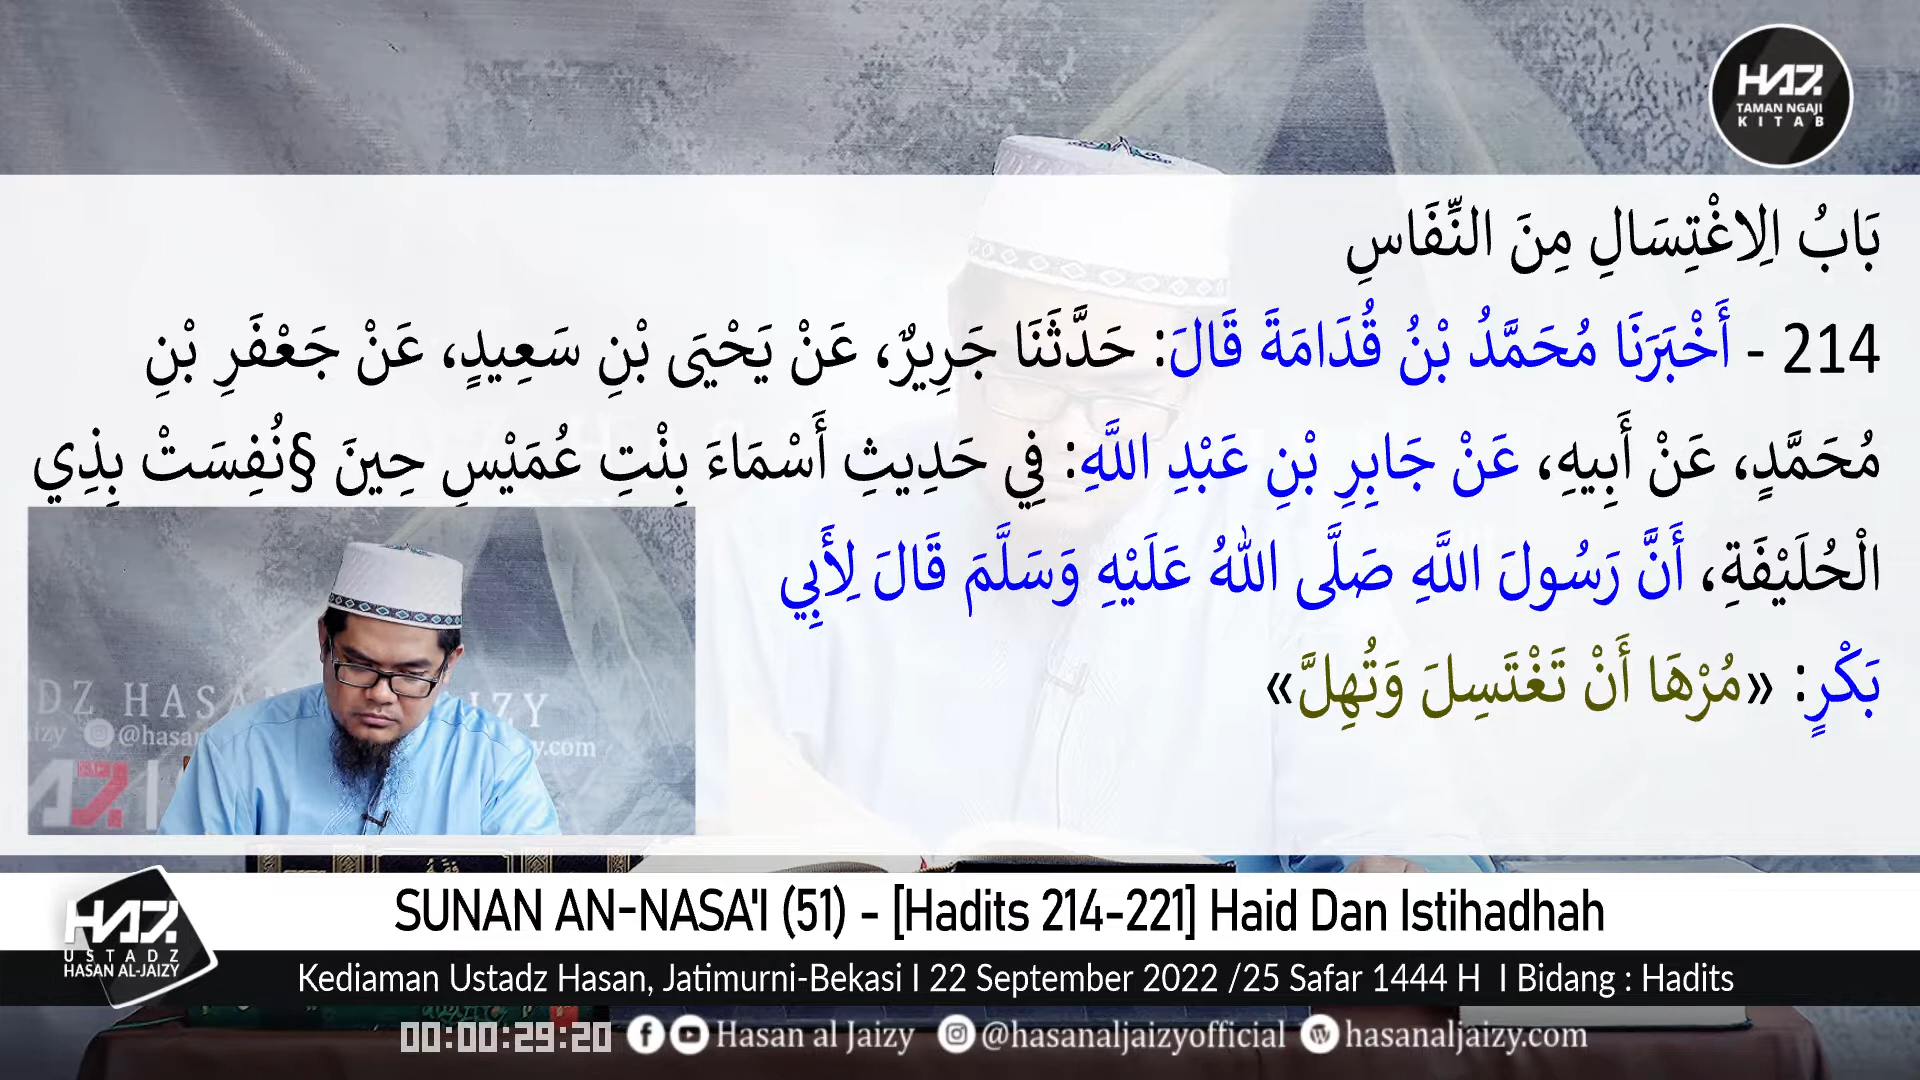 HAZ
TAMAN NGAJI
KITAB
بَابُ الِاغْتِسَالِ مِنَ النِّفَاسِ
214 - أَخْبَرَنَا مُحَمَّدُ بْنُ قُدَامَةَ قَالَ: حَدَّثَنَا جَرِيرٌ، عَنْ يَحْيَى بْنِ سَعِيدٍ، عَنْ جَعْفَرِ بْنِ
مُحَمَّدٍ، عَنْ أَبِيهِ، عَنْ جَابِرِ بْنِ عَبْدِ اللَّهِ: فِي حَدِيثِ أَسْمَاءَ بِنْتِ عُمَيْسٍ حِينَ §نُفِسَتْ بِذِي
الْحُلَيْفَةِ، أَنَّ رَسُولَ اللَّهِ صَلَّى اللهُ عَلَيْهِ وَسَلَّمَ قَالَ لِأَبِي
بَكْرٍ: «مُرْهَا أَنْ تَغْتَسِلَ وَتُهِلَّ»
SUNAN AN-NASA'I (51) - [Hadits 214-221] Haid Dan Istihadhah
HAZ
USTADZ
HASAN AL-JAIZY
Kediaman Ustadz Hasan, Jatimurni-Bekasi I 22 September 2022 /25 Safar 1444 H I Bidang : Hadits
00:00:29:20 Hasan al Jaizy @hasanaljaizyofficial hasanaljaizy.com